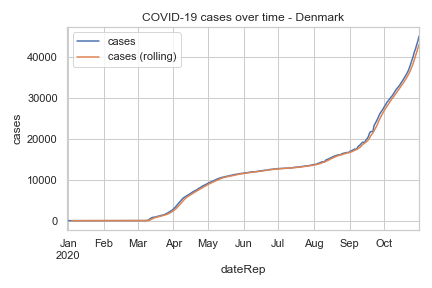 COVID-19 cases over time - Denmark
cases
cases (rolling)
40000
30000
20000
10000
0
cases
Jan Feb Mar Apr May Jun Jul Aug Sep Oct
2020
dateRep